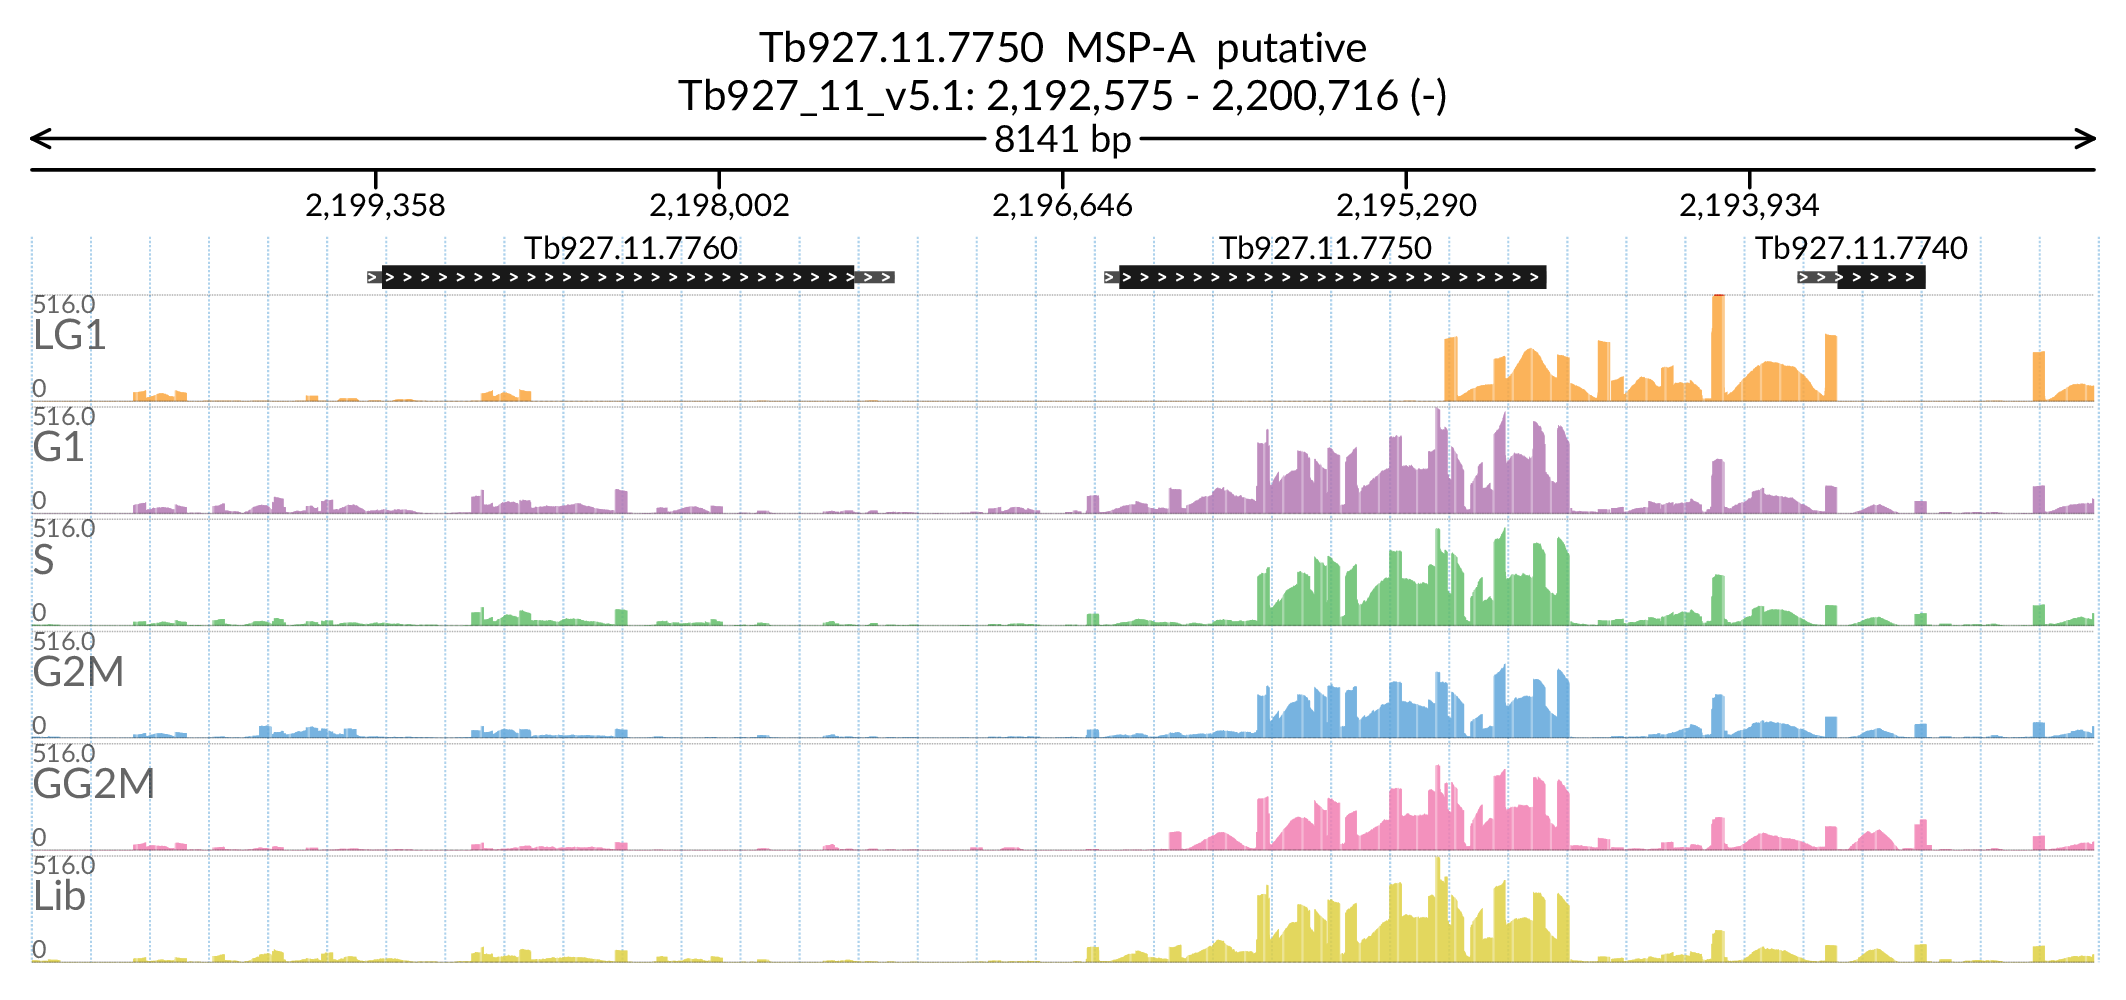 Tb927.11.7750 MSP-A putative
Tb927_11_v5.1: 2,192,575 - 2,200,716 (-)
8141 bp
2,199,358 2,198,002 2,196,646 2,195,290 2,193,934
Tb927.11.7760 Tb927.11.7750 Tb927.11.7740
516.0
LG1
0
516.0
G1
0
516.0
S
0
516.0
G2M
0
516.0
GG2M
0
516.0
Lib
0